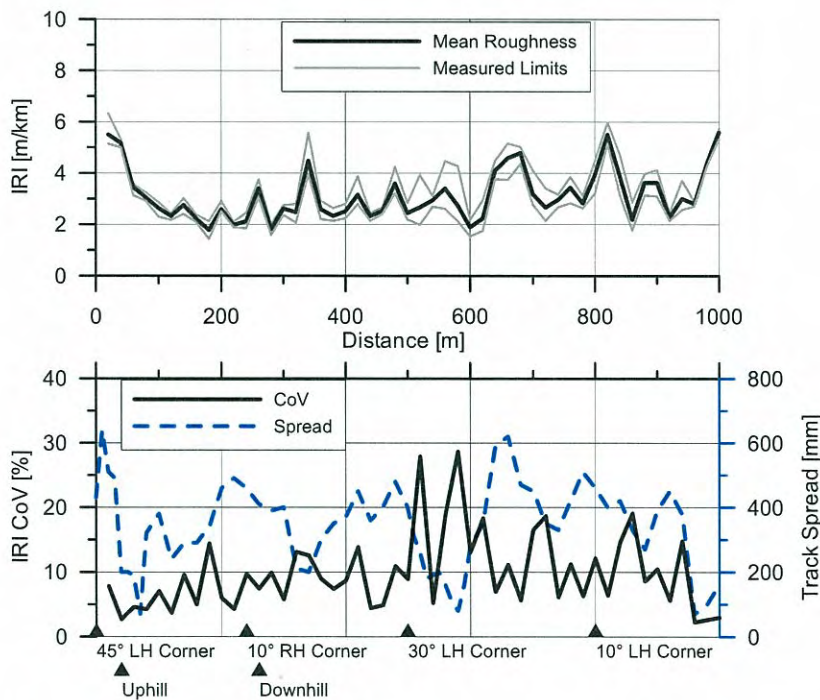 10
8
6
4
2
0
IRI [m/km]
Mean Roughness
Measured Limits
0 200 400 600 800 1000
Distance [m]
40
30
20
10
0
IRI CoV [%]
CoV
Spread
800
600
400
200
0
Track Spread [mm]
45° LH Corner 10° RH Corner 30° LH Corner 10° LH Corner
Uphill Downhill